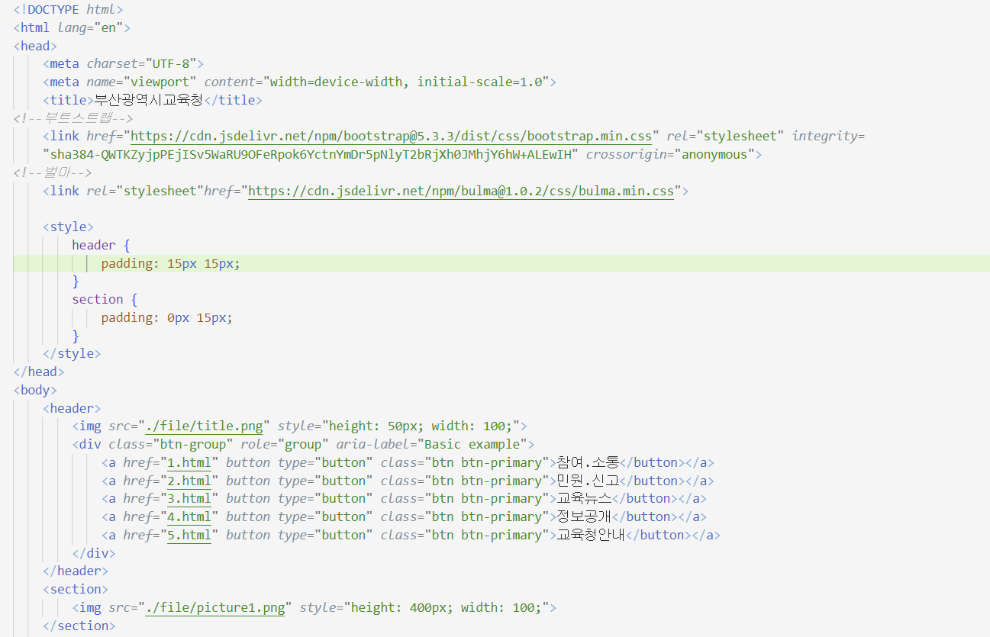 <!DOCTYPE html>
<html lang="en">
<head>
<meta charset="UTF-8">
<meta name="viewport" content="width=device-width, initial-scale=1.0">
<title>부산광역시교육청</title>
<!--부트스트랩-->
<link href="https://cdn.jsdelivr.net/npm/bootstrap@5.3.3/dist/css/bootstrap.min.css" rel="stylesheet" integrity=
"sha384-QWTKZyjpPEjISv5WaRU9OFeRpok6YctnYmDr5pNlyT2bRjXh0JMhjY6hW+ALEwIH" crossorigin="anonymous">
<!--벌마-->
<link rel="stylesheet"href="https://cdn.jsdelivr.net/npm/bulma@1.0.2/css/bulma.min.css">
<style>
header {
padding: 15px 15px;
}
section {
padding: 0px 15px;
}
</style>
</head>
<body>
<header>
<img src="./file/title.png" style="height: 50px; width: 100;">
<div class="btn-group" role="group" aria-label="Basic example">
<a href="1.html" button type="button" class="btn btn-primary">참여.소통</button></a>
<a href="2.html" button type="button" class="btn btn-primary">민원.신고</button></a>
<a href="3.html" button type="button" class="btn btn-primary">교육뉴스</button></a>
<a href="4.html" button type="button" class="btn btn-primary">정보공개</button></a>
<a href="5.html" button type="button" class="btn btn-primary">교육청안내</button></a>
</div>
</header>
<section>
<img src="./file/picture1.png" style="height: 400px; width: 100;">
</section>